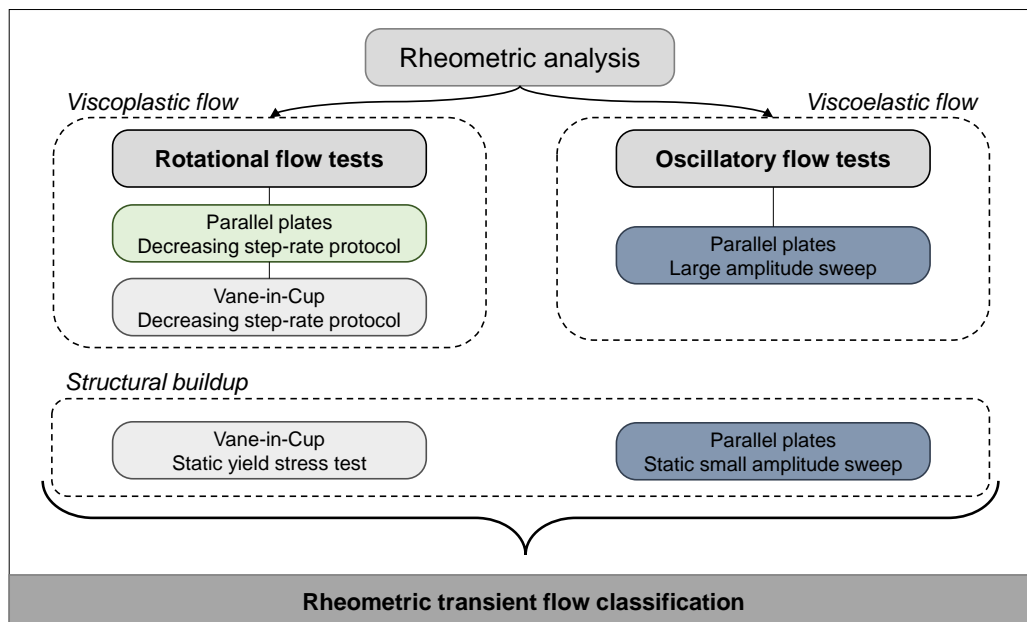 Rheometric analysis
Viscoplastic flow
Viscoelastic flow
Rotational flow tests
Oscillatory flow tests
Parallel plates
Decreasing step-rate protocol
Parallel plates
Large amplitude sweep
Vane-in-Cup
Decreasing step-rate protocol
Structural buildup
Vane-in-Cup
Static yield stress test
Parallel plates
Static small amplitude sweep
Rheometric transient flow classification